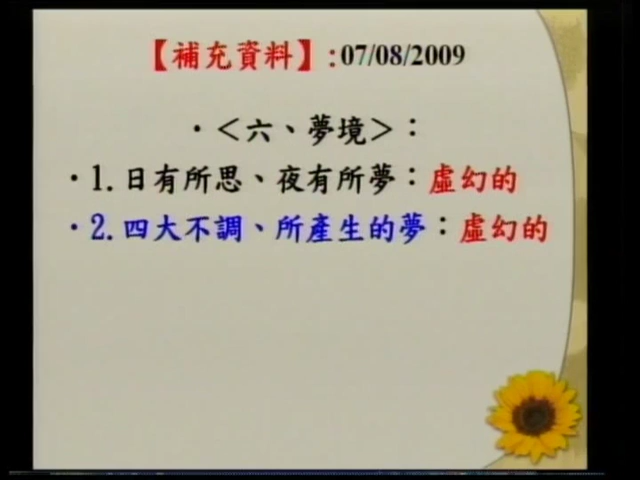 【補充資料】:07/08/2009
·＜六、夢境＞：
·1.日有所思、夜有所夢：虛幻的
·2.四大不調、所產生的夢：虛幻的